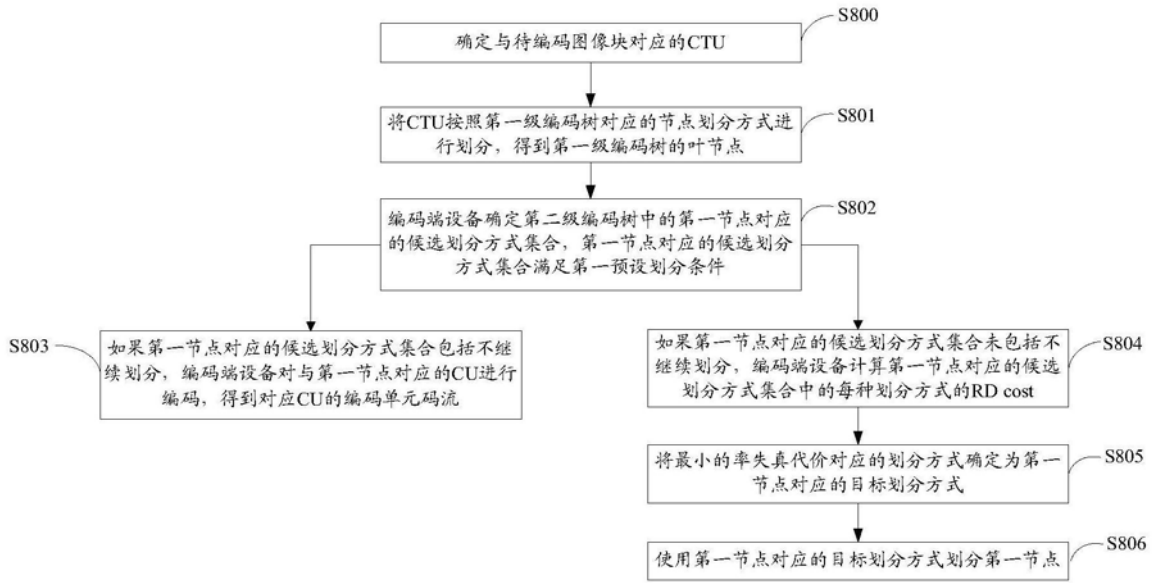 S800
确定与待编码图像块对应的CTU
S801
将CTU按照第一级编码树对应的节点划分方式进
行划分，得到第一级编码树的叶节点
S802
编码端设备确定第二级编码树中的第一节点对应
的候选划分方式集合，第一节点对应的候选划分
方式集合满足第一预设划分条件
S803
如果第一节点对应的候选划分方式集合包括不继
续划分，编码端设备对与第一节点对应的CU进行
编码，得到对应CU的编码单元码流
S804
如果第一节点对应的候选划分方式集合未包括不
继续划分，编码端设备计算第一节点对应的候选
划分方式集合中的每种划分方式的RD cost
S805
将最小的率失真代价对应的划分方式确定为第一
节点对应的目标划分方式
S806
使用第一节点对应的目标划分方式划分第一节点